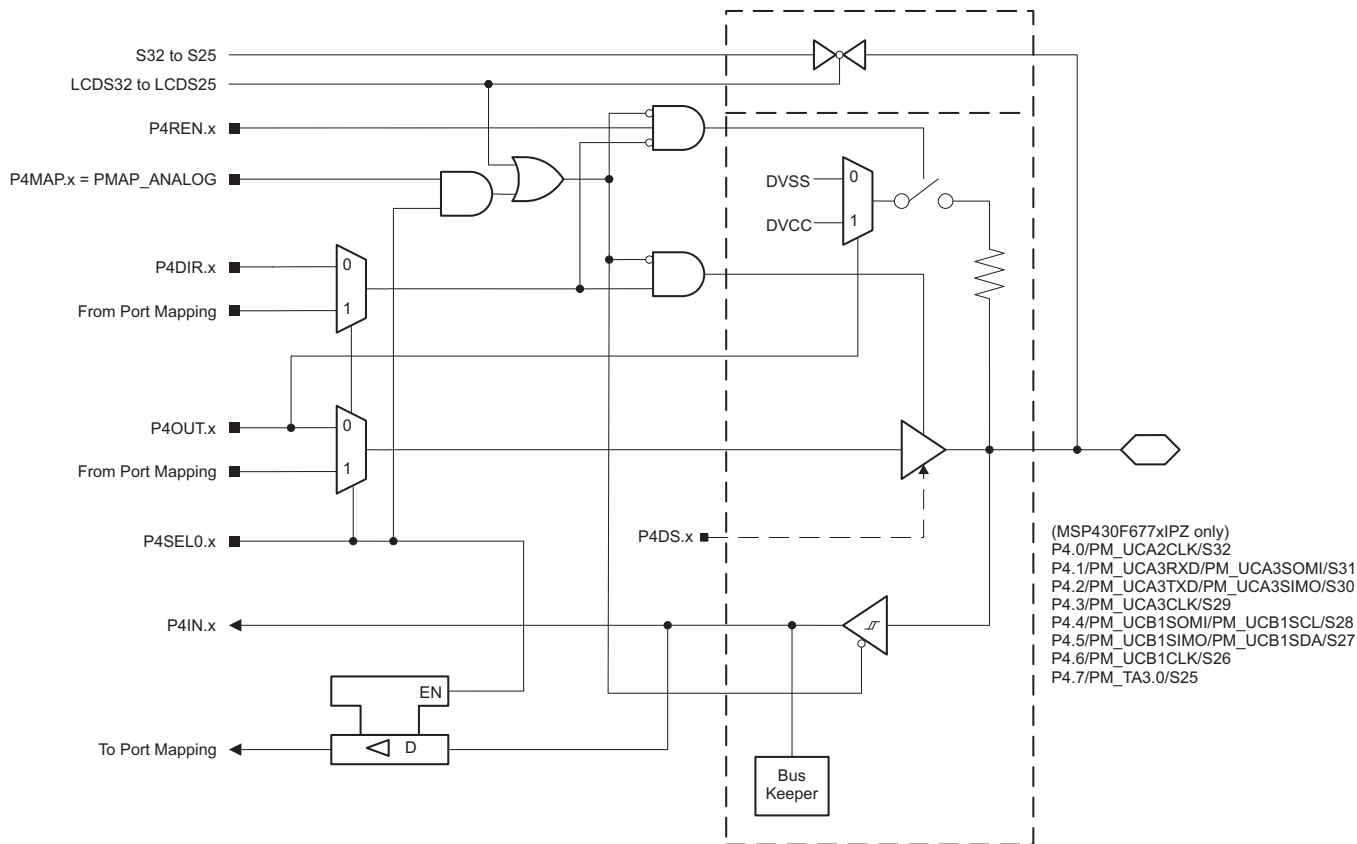 S32 to S25
LCDS32 to LCDS25
P4REN.x
P4MAP.x = PMAP_ANALOG
DVSS
0
DVCC
1
P4DIR.x
0
From Port Mapping
1
P4OUT.x
0
From Port Mapping
1
P4SEL0.x
P4DS.x
(MSP430F677xIPZ only)
P4.0/PM_UCA2CLK/S32
P4.1/PM_UCA3RXD/PM_UCA3SOMI/S31
P4.2/PM_UCA3TXD/PM_UCA3SIMO/S30
P4.3/PM_UCA3CLK/S29
P4.4/PM_UCB1SOMI/PM_UCB1SCL/S28
P4.5/PM_UCB1SIMO/PM_UCB1SDA/S27
P4.6/PM_UCB1CLK/S26
P4.7/PM_TA3.0/S25
P4IN.x
EN
To Port Mapping
D
Bus
Keeper